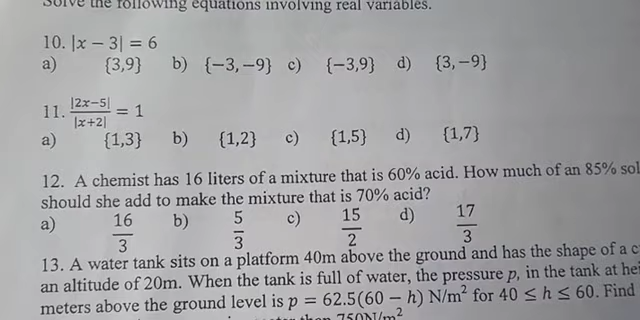 Solve the following equations involving real variables.
10. |x − 3| = 6
a) {3,9} b) {−3,−9} c) {−3,9} d) {3,−9}
11. |2x−5|/|x+2| = 1
a) {1,3} b) {1,2} c) {1,5} d) {1,7}
12. A chemist has 16 liters of a mixture that is 60% acid. How much of an 85% sol
should she add to make the mixture that is 70% acid?
a) 16/3 b) 5/3 c) 15/2 d) 17/3
13. A water tank sits on a platform 40m above the ground and has the shape of a c
an altitude of 20m. When the tank is full of water, the pressure p, in the tank at hei
meters above the ground level is p = 62.5(60 − h) N/m² for 40 ≤ h ≤ 60. Find
than 750N/m²